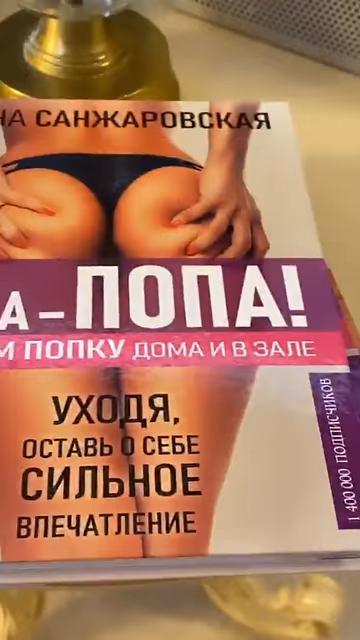 НА САНЖАРОВСКАЯ
А – ПОПА!
М ПОПКУ ДОМА И В ЗАЛЕ
УХОДЯ,
ОСТАВЬ О СЕБЕ
СИЛЬНОЕ
ВПЕЧАТЛЕНИЕ
1 400 000 ПОДПИСЧИКОВ